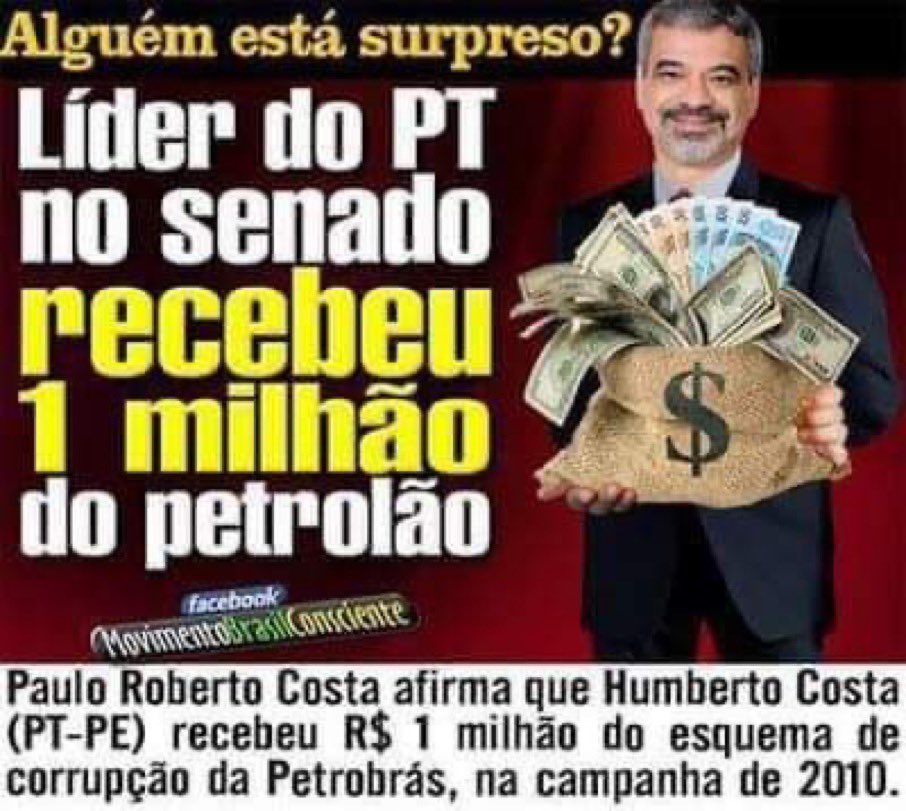 Alguém está surpreso?
Líder do PT
no senado
recebeu
1 milhão
do petrolão
$
facebook
MovimentoBrasilConsciente
Paulo Roberto Costa afirma que Humberto Costa
(PT-PE) recebeu R$ 1 milhão do esquema de
corrupção da Petrobrás, na campanha de 2010.